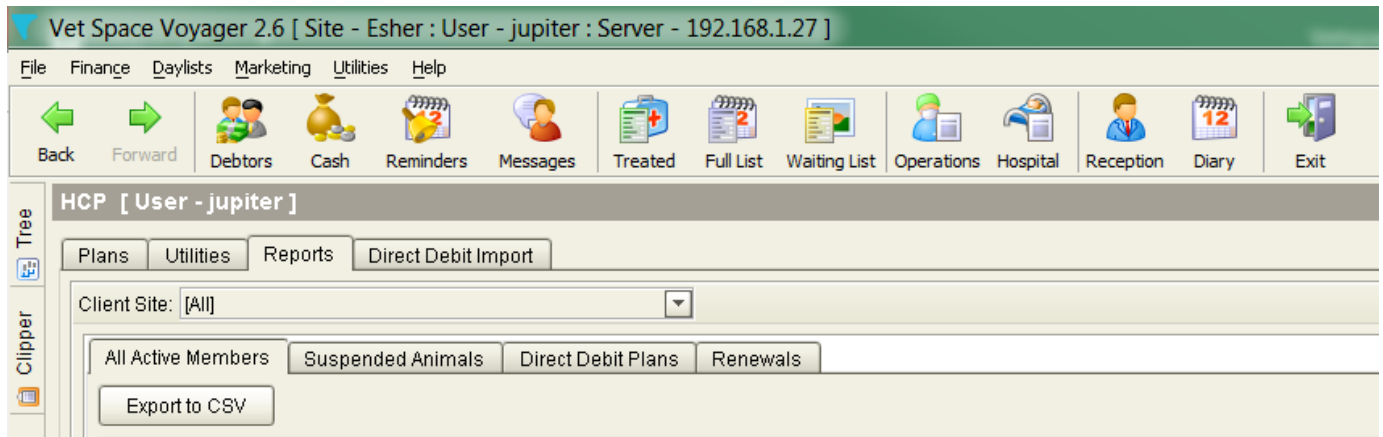 Vet Space Voyager 2.6 [ Site - Esher : User - jupiter : Server - 192.168.1.27 ]
File Finance Daylists Marketing Utilities Help
Back Forward Debtors Cash Reminders Messages Treated Full List Waiting List Operations Hospital Reception Diary Exit
HCP [ User - jupiter ]
Tree
Clipper
Plans Utilities Reports Direct Debit Import
Client Site: [All]
All Active Members Suspended Animals Direct Debit Plans Renewals
Export to CSV